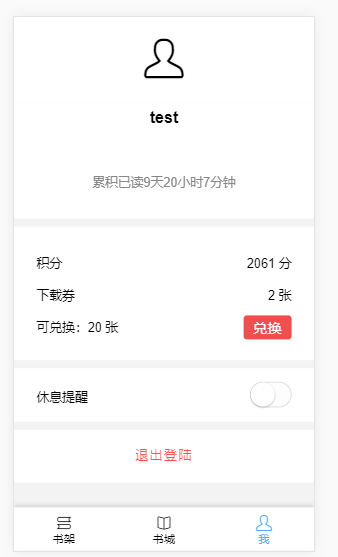 test
累积已读9天20小时7分钟
积分 2061 分
下载券 2 张
可兑换：20 张 兑换
休息提醒
退出登陆
书架 书城 我